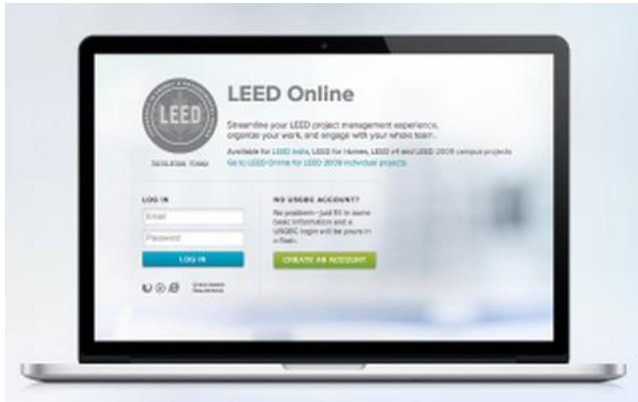 LEED
LEED Online
Streamline your LEED project management experience,
organize your work, and engage with your whole team.
Available for LEED India, LEED for Homes, LEED v4 and LEED 2009 campus projects
Go to LEED Online for LEED 2009 individual projects
LOG IN
Email
Password
LOG IN
NO USGBC ACCOUNT?
No problem—just fill in some
basic information and a
USGBC login will be yours in
a flash.
CREATE AN ACCOUNT